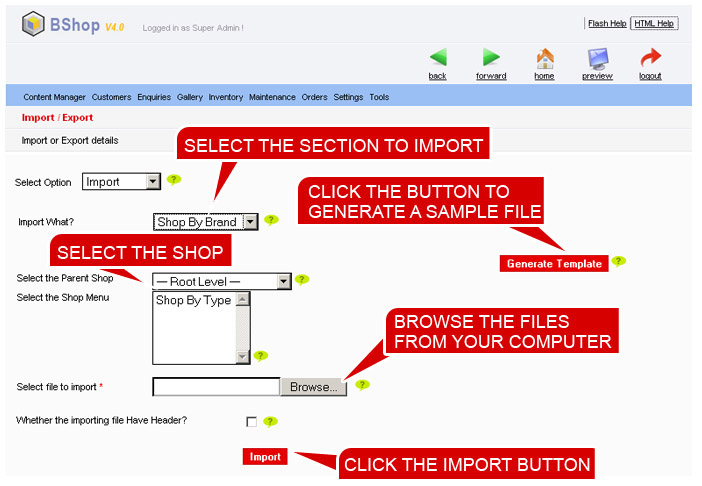 BShop V4.0
Logged in as Super Admin !
Flash Help HTML Help
back forward home preview logout
Content Manager Customers Enquiries Gallery Inventory Maintenance Orders Settings Tools
Import / Export
Import or Export details
SELECT THE SECTION TO IMPORT
Select Option Import ?
CLICK THE BUTTON TO
GENERATE A SAMPLE FILE
Import What? Shop By Brand ?
SELECT THE SHOP
Generate Template ?
Select the Parent Shop — Root Level — ?
Select the Shop Menu Shop By Type ?
BROWSE THE FILES
FROM YOUR COMPUTER
Select file to import * Browse... ?
Whether the importing file Have Header? ?
Import
CLICK THE IMPORT BUTTON